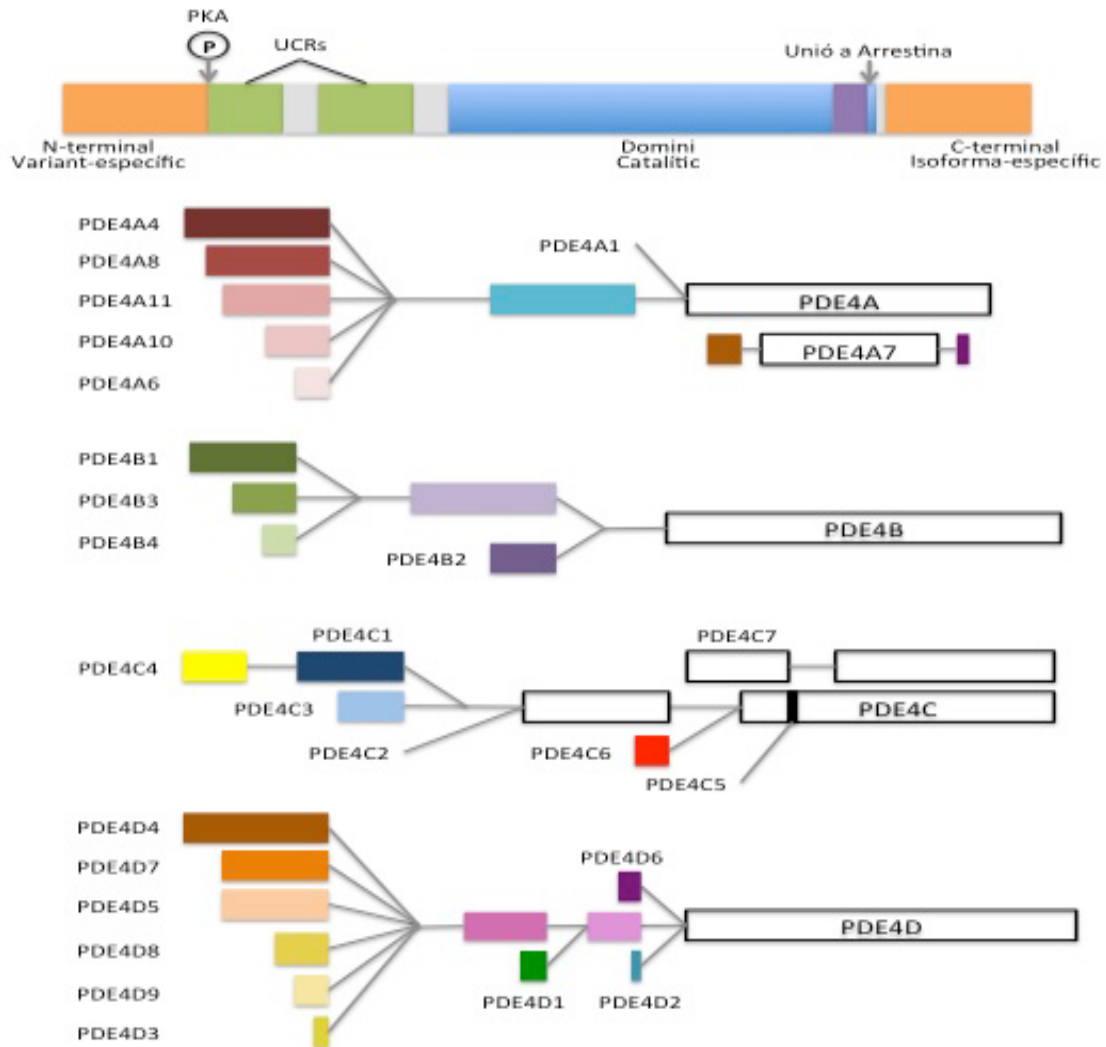 PKA
P
UCRs
Unió a Arrestina
N-terminal
Variant-específic
Domini
Catalític
C-terminal
Isoforma-específic
PDE4A4
PDE4A8
PDE4A11
PDE4A10
PDE4A6
PDE4A1
PDE4A
PDE4A7
PDE4B1
PDE4B3
PDE4B4
PDE4B2
PDE4B
PDE4C4
PDE4C1
PDE4C3
PDE4C2
PDE4C6
PDE4C7
PDE4C
PDE4C5
PDE4D4
PDE4D7
PDE4D5
PDE4D8
PDE4D9
PDE4D3
PDE4D6
PDE4D1
PDE4D2
PDE4D